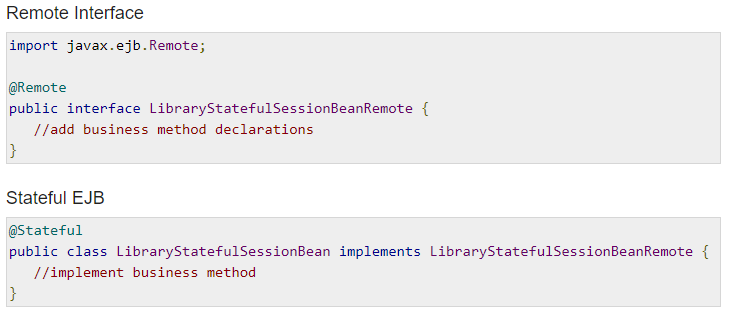 Remote Interface
import javax.ejb.Remote;
@Remote
public interface LibraryStatefulSessionBeanRemote {
   //add business method declarations
}
Stateful EJB
@Stateful
public class LibraryStatefulSessionBean implements LibraryStatefulSessionBeanRemote {
   //implement business method
}